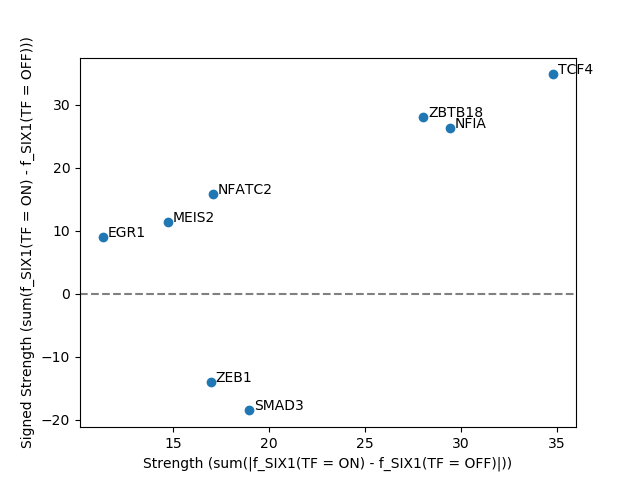 Signed Strength (sum(f_SIX1(TF = ON) - f_SIX1(TF = OFF)))
30
20
10
0
−10
−20
TCF4
ZBTB18
NFIA
NFATC2
MEIS2
EGR1
ZEB1
SMAD3
15 20 25 30 35
Strength (sum(|f_SIX1(TF = ON) - f_SIX1(TF = OFF)|))